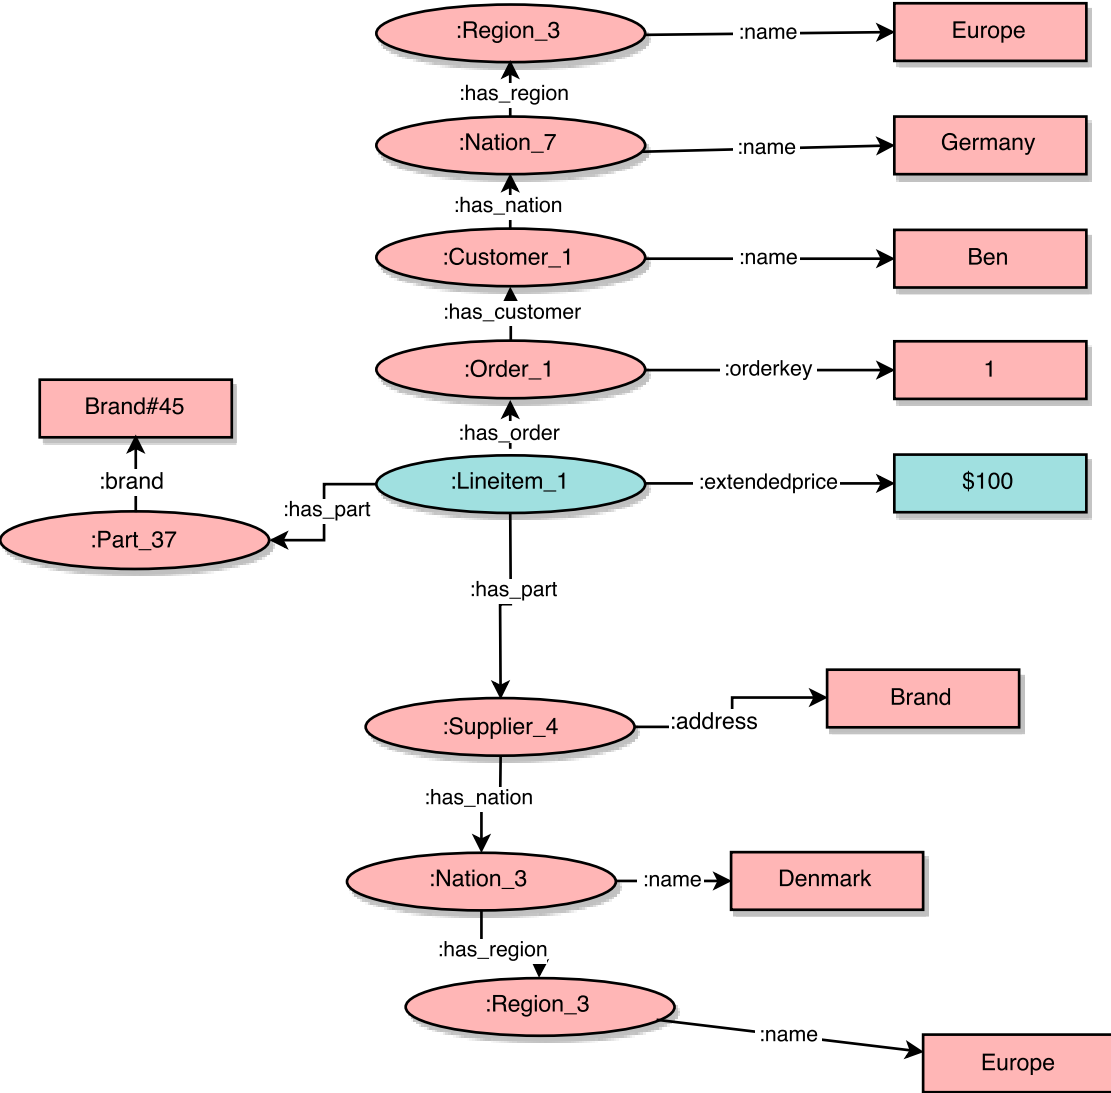 :Region_3
:name
Europe
:has_region
:Nation_7
:name
Germany
:has_nation
:Customer_1
:name
Ben
:has_customer
:Order_1
:orderkey
1
Brand#45
:has_order
:brand
:Lineitem_1
:extendedprice
$100
:has_part
:Part_37
:has_part
:Supplier_4
:address
Brand
:has_nation
:Nation_3
:name
Denmark
:has_region
:Region_3
:name
Europe